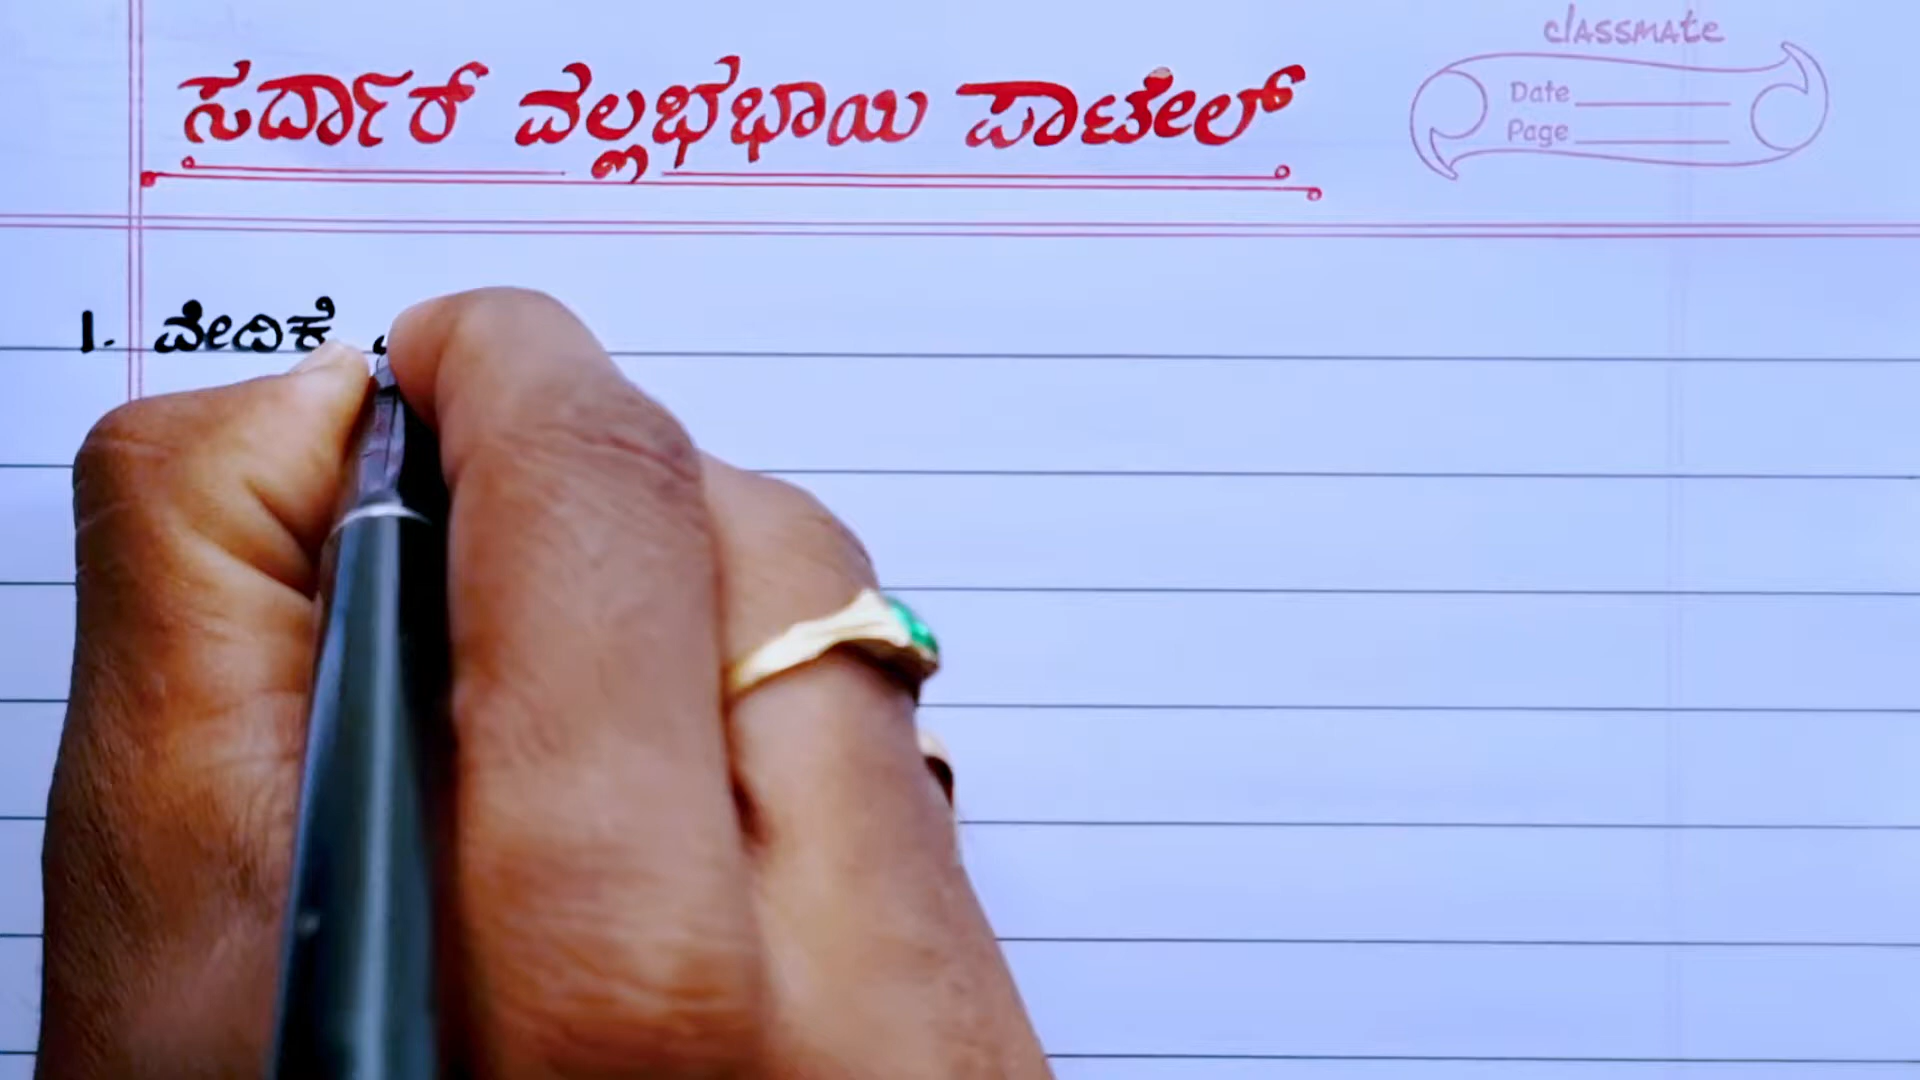 classmate
ಸರ್ದಾರ್ ವಲ್ಲಭಭಾಯಿ ಪಾಟೇಲ್
Date
Page
1. ವೇದಿಕೆ